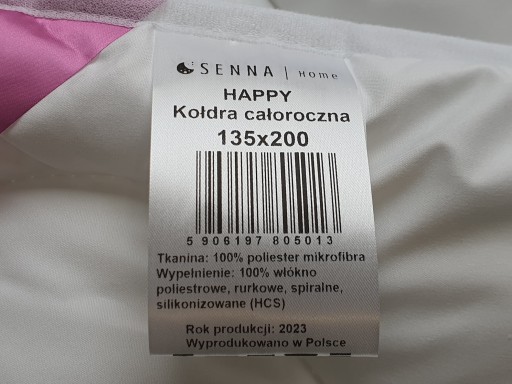 SENNA | Home
HAPPY
Kołdra całoroczna
135x200
5 906197 805013
Tkanina: 100% poliester mikrofibra
Wypełnienie: 100% włókno
poliestrowe, rurkowe, spiralne,
silikonizowane (HCS)
Rok produkcji: 2023
Wyprodukowano w Polsce